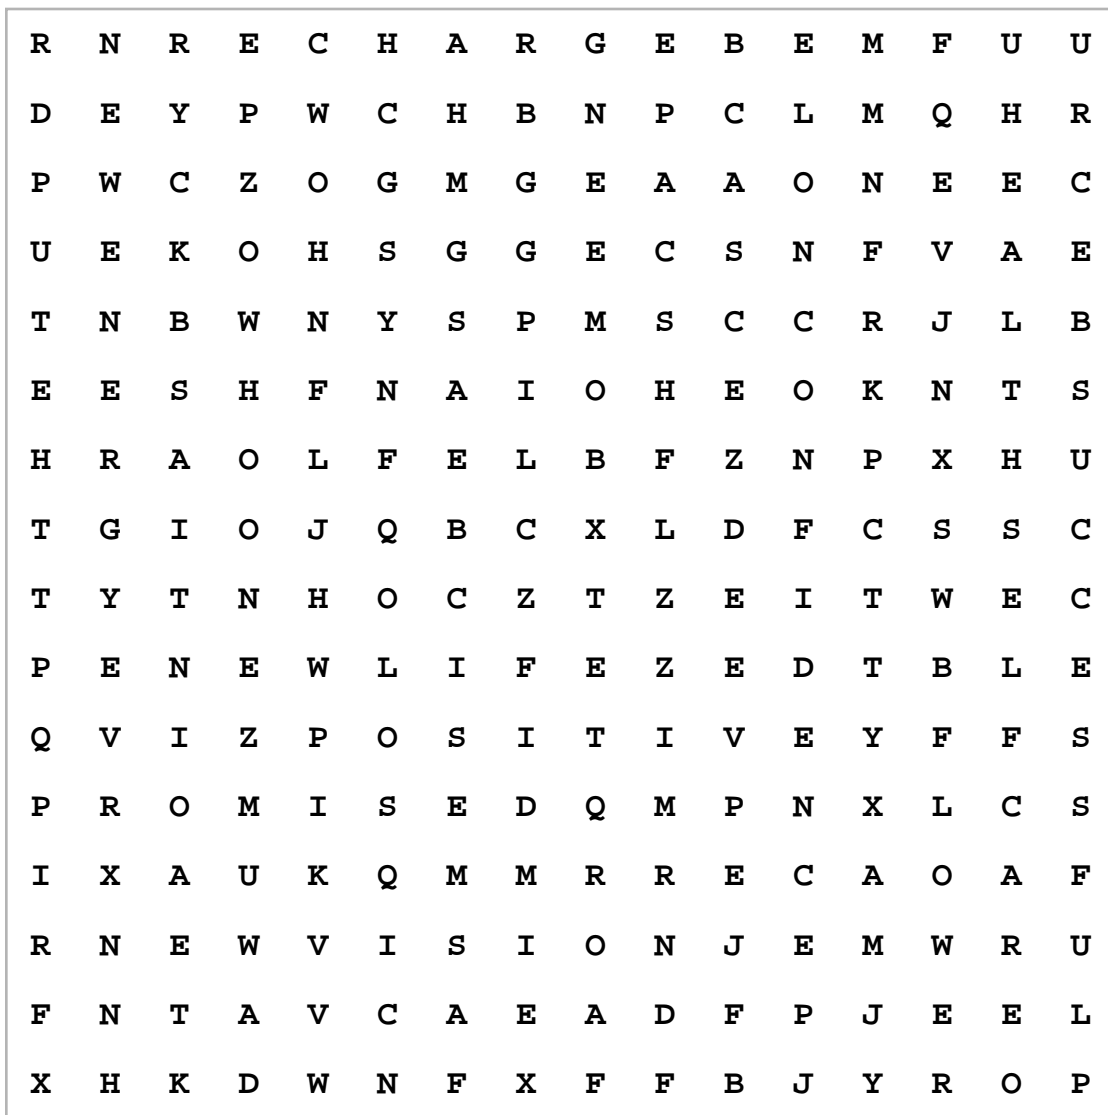 R N R E C H A R G E B E M F U U
D E Y P W C H B N P C L M Q H R
P W C Z O G M G E A A O N E E C
U E K O H S G G E C S N F V A E
T N B W N Y S P M S C C R J L B
E E S H F N A I O H E O K N T S
H R A O L F E L B F Z N P X H U
T G I O J Q B C X L D F C S S C
T Y T N H O C Z T Z E I T W E C
P E N E W L I F E Z E D T B L E
Q V I Z P O S I T I V E Y F F S
P R O M I S E D Q M P N X L C S
I X A U K Q M M R R E C A O A F
R N E W V I S I O N J E M W R U
F N T A V C A E A D F P J E E L
X H K D W N F X F F B J Y R O P